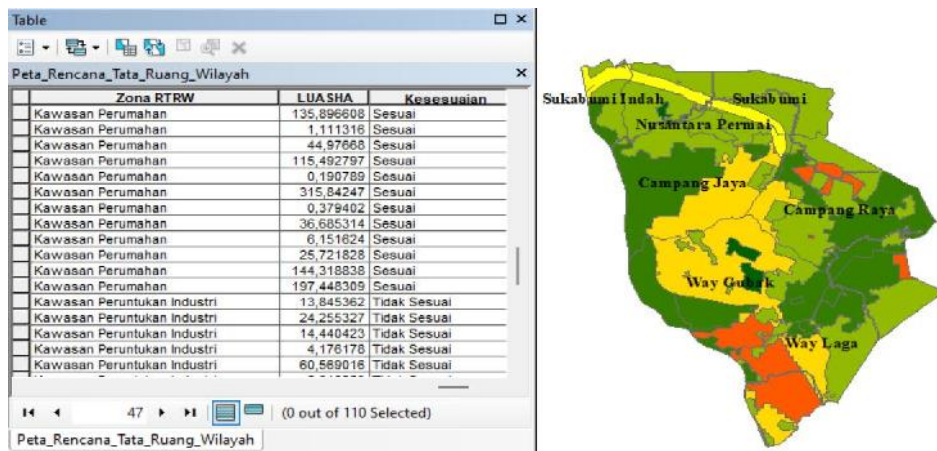 Table
Peta_Rencana_Tata_Ruang_Wilayah
Zona RTRW LUASHA Kesesuaian
Kawasan Perumahan 135,896608 Sesuai
Kawasan Perumahan 1,111316 Sesuai
Kawasan Perumahan 44,97668 Sesuai
Kawasan Perumahan 115,492797 Sesuai
Kawasan Perumahan 0,190789 Sesuai
Kawasan Perumahan 315,84247 Sesuai
Kawasan Perumahan 0,379402 Sesuai
Kawasan Perumahan 36,685314 Sesuai
Kawasan Perumahan 6,151624 Sesuai
Kawasan Perumahan 25,721828 Sesuai
Kawasan Perumahan 144,318838 Sesuai
Kawasan Perumahan 197,448309 Sesuai
Kawasan Peruntukan Industri 13,845362 Tidak Sesuai
Kawasan Peruntukan Industri 24,255327 Tidak Sesuai
Kawasan Peruntukan Industri 14,440423 Tidak Sesuai
Kawasan Peruntukan Industri 4,176178 Tidak Sesuai
Kawasan Peruntukan Industri 60,569016 Tidak Sesuai
47 (0 out of 110 Selected)
Peta_Rencana_Tata_Ruang_Wilayah
Sukabumi Indah Sukabumi
Nusantara Permai
Campang Jaya
Campang Raya
Way Gubak
Way Laga